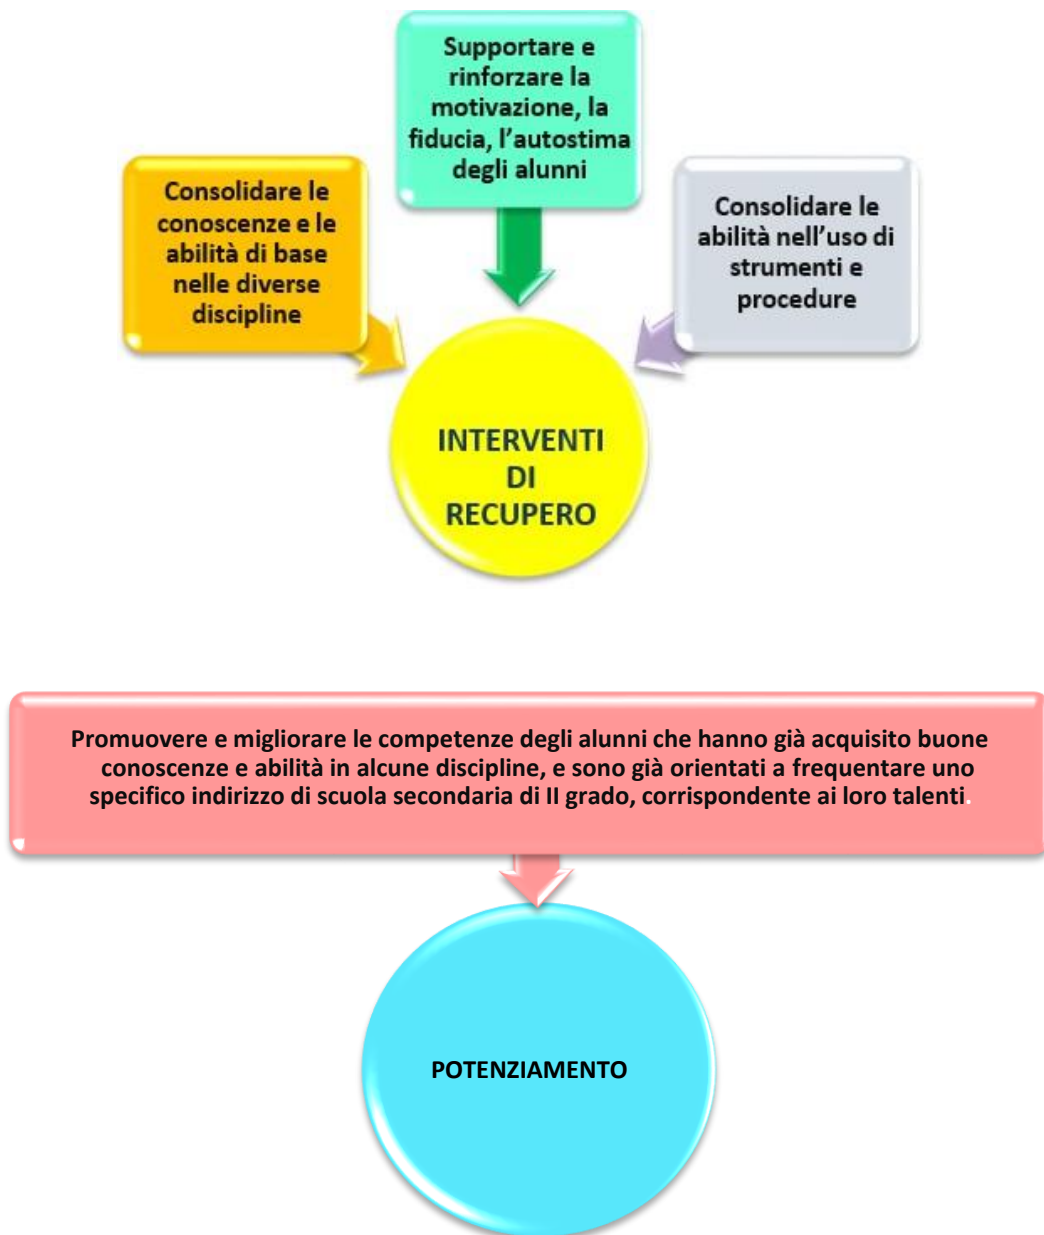 Supportare e
rinforzare la
motivazione, la
fiducia, l'autostima
degli alunni
Consolidare le
conoscenze e le
abilità di base
nelle diverse
discipline
Consolidare le
abilità nell'uso di
strumenti e
procedure
INTERVENTI
DI
RECUPERO
Promuovere e migliorare le competenze degli alunni che hanno già acquisito buone
conoscenze e abilità in alcune discipline, e sono già orientati a frequentare uno
specifico indirizzo di scuola secondaria di II grado, corrispondente ai loro talenti.
POTENZIAMENTO